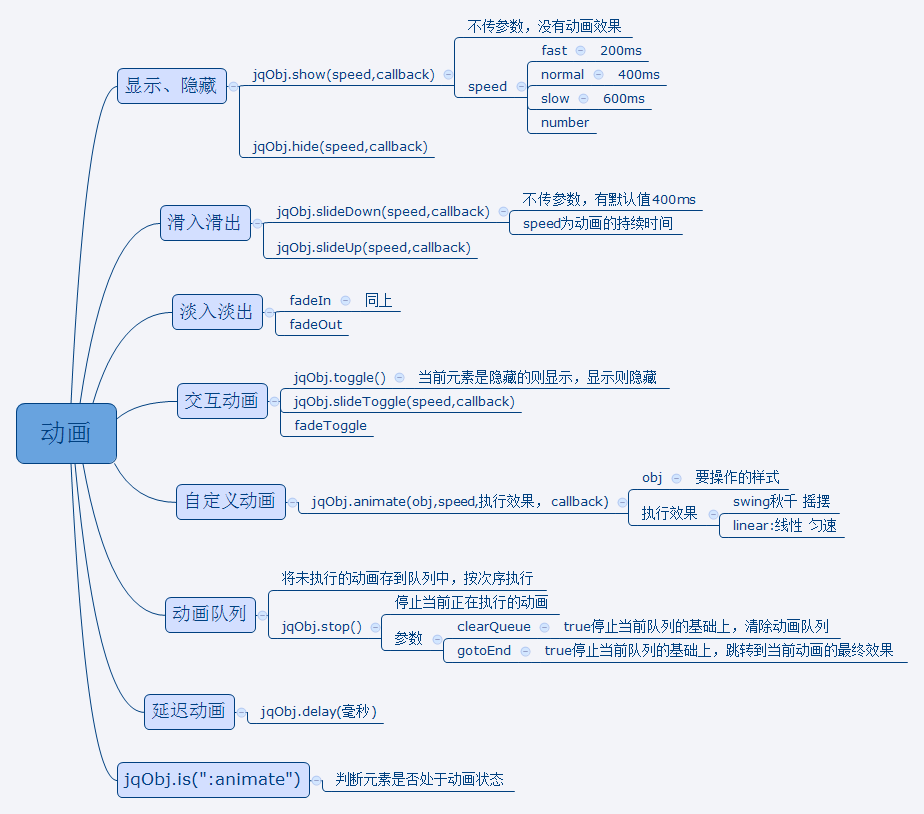 动画
显示、隐藏
jqObj.show(speed,callback)
不传参数，没有动画效果
speed
fast
200ms
normal
400ms
slow
600ms
number
jqObj.hide(speed,callback)
滑入滑出
jqObj.slideDown(speed,callback)
不传参数，有默认值400ms
speed为动画的持续时间
jqObj.slideUp(speed,callback)
淡入淡出
fadeIn
同上
fadeOut
交互动画
jqObj.toggle()
当前元素是隐藏的则显示，显示则隐藏
jqObj.slideToggle(speed,callback)
fadeToggle
自定义动画
jqObj.animate(obj,speed,执行效果，callback)
obj
要操作的样式
执行效果
swing秋千 摇摆
linear:线性 匀速
动画队列
将未执行的动画存到队列中，按次序执行
jqObj.stop()
停止当前正在执行的动画
参数
clearQueue
true停止当前队列的基础上，清除动画队列
gotoEnd
true停止当前队列的基础上，跳转到当前动画的最终效果
延迟动画
jqObj.delay(毫秒)
jqObj.is(":animate")
判断元素是否处于动画状态